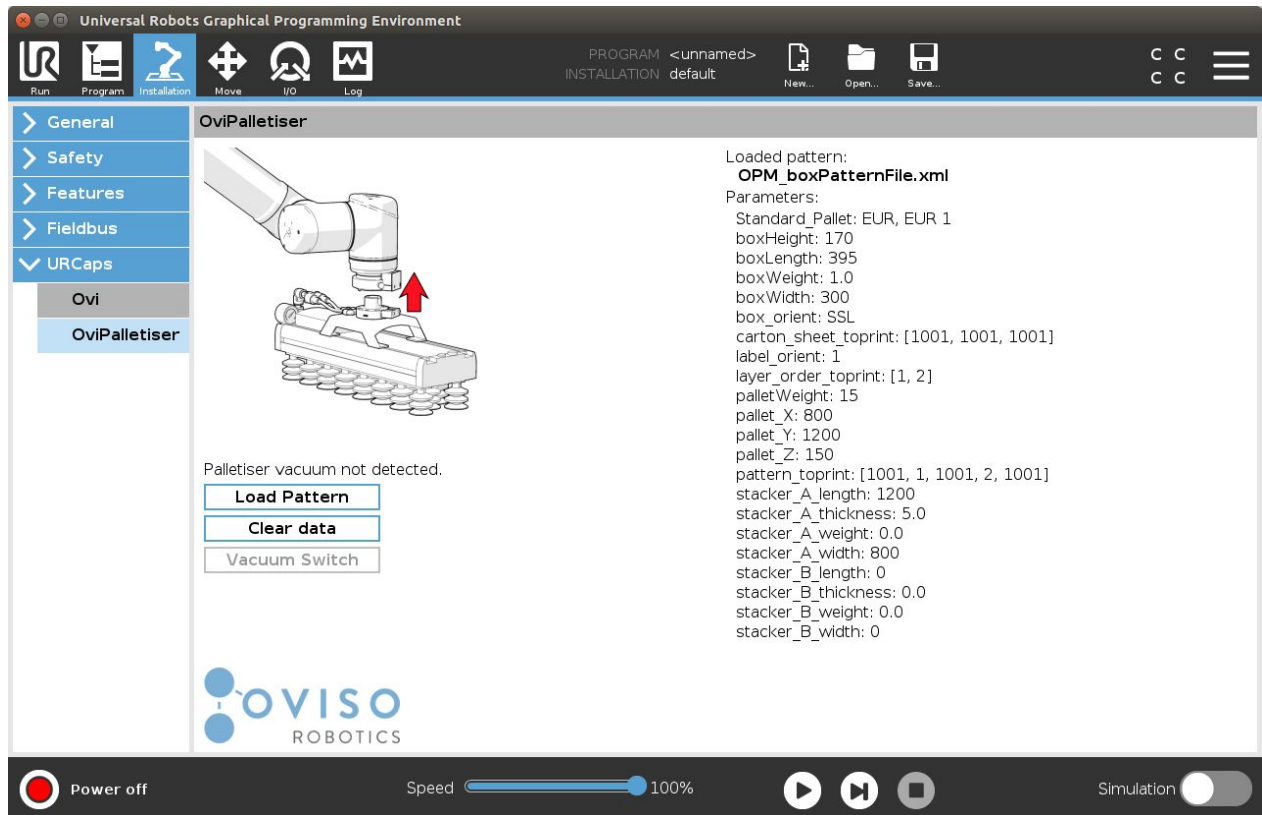 Universal Robots Graphical Programming Environment
UR
Run
Program
Installation
Move
I/O
Log
PROGRAM <unnamed>
INSTALLATION default
New...
Open...
Save...
C C
C C
General
Safety
Features
Fieldbus
URCaps
Ovi
OviPalletiser
OviPalletiser
Palletiser vacuum not detected.
Load Pattern
Clear data
Vacuum Switch
OVISO
ROBOTICS
Loaded pattern:
OPM_boxPatternFile.xml
Parameters:
Standard_Pallet: EUR, EUR 1
boxHeight: 170
boxLength: 395
boxWeight: 1.0
boxWidth: 300
box_orient: SSL
carton_sheet_toprint: [1001, 1001, 1001]
label_orient: 1
layer_order_toprint: [1, 2]
palletWeight: 15
pallet_X: 800
pallet_Y: 1200
pallet_Z: 150
pattern_toprint: [1001, 1, 1001, 2, 1001]
stacker_A_length: 1200
stacker_A_thickness: 5.0
stacker_A_weight: 0.0
stacker_A_width: 800
stacker_B_length: 0
stacker_B_thickness: 0.0
stacker_B_weight: 0.0
stacker_B_width: 0
Power off
Speed
100%
Simulation